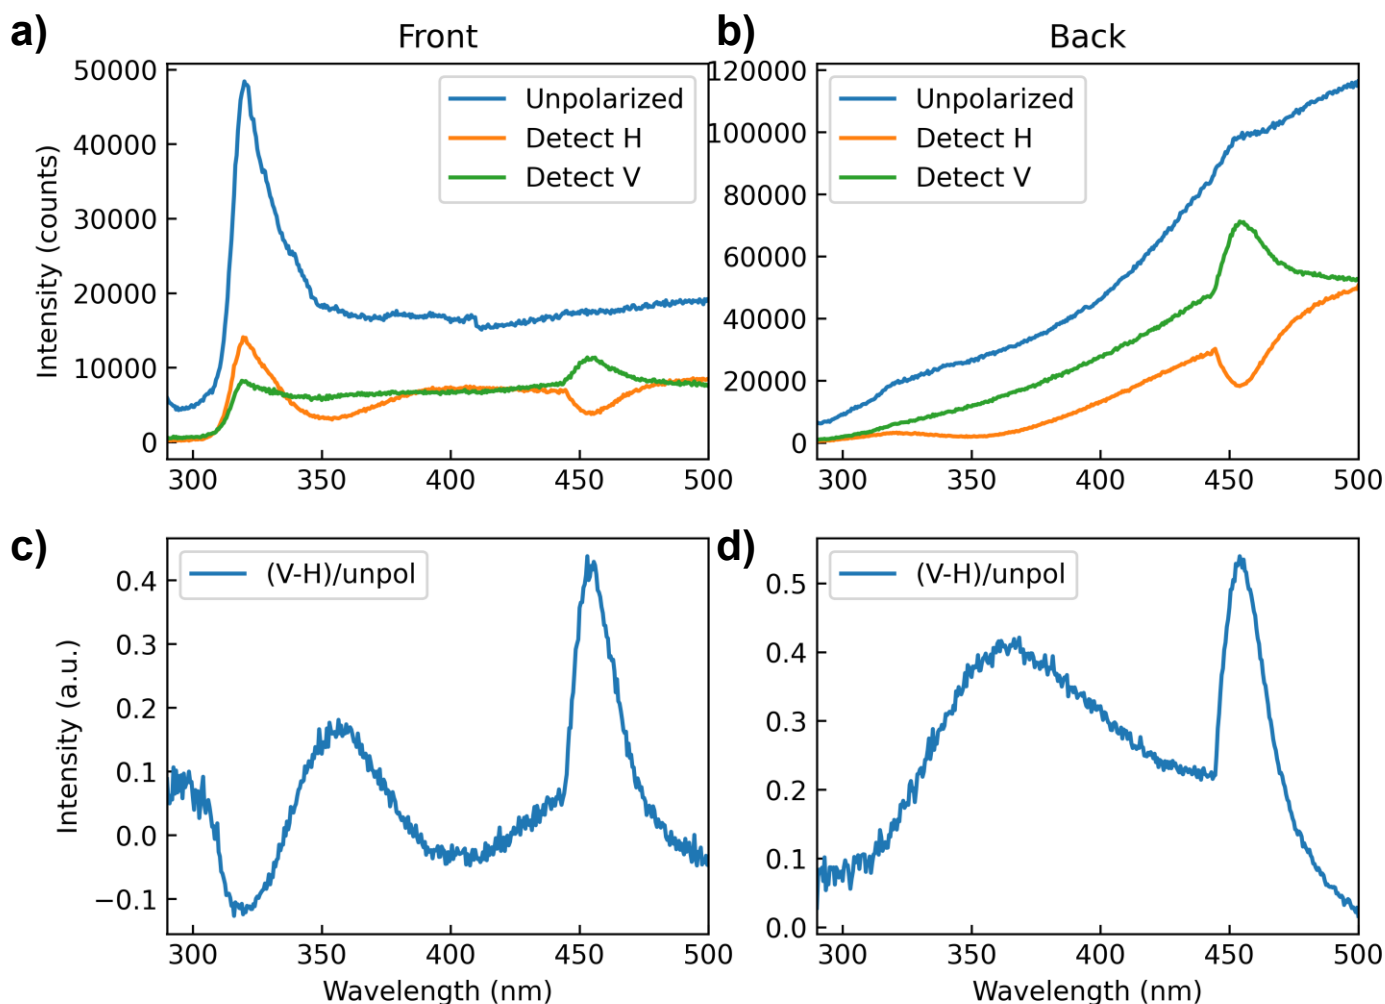 a)
Front
Intensity (counts)
50000
40000
30000
20000
10000
0
Unpolarized
Detect H
Detect V
300
350
400
450
500
b)
Back
120000
100000
80000
60000
40000
20000
0
Unpolarized
Detect H
Detect V
300
350
400
450
500
c)
Intensity (a.u.)
0.4
0.3
0.2
0.1
0.0
−0.1
(V-H)/unpol
300
350
400
450
500
Wavelength (nm)
d)
0.5
0.4
0.3
0.2
0.1
0.0
(V-H)/unpol
300
350
400
450
500
Wavelength (nm)